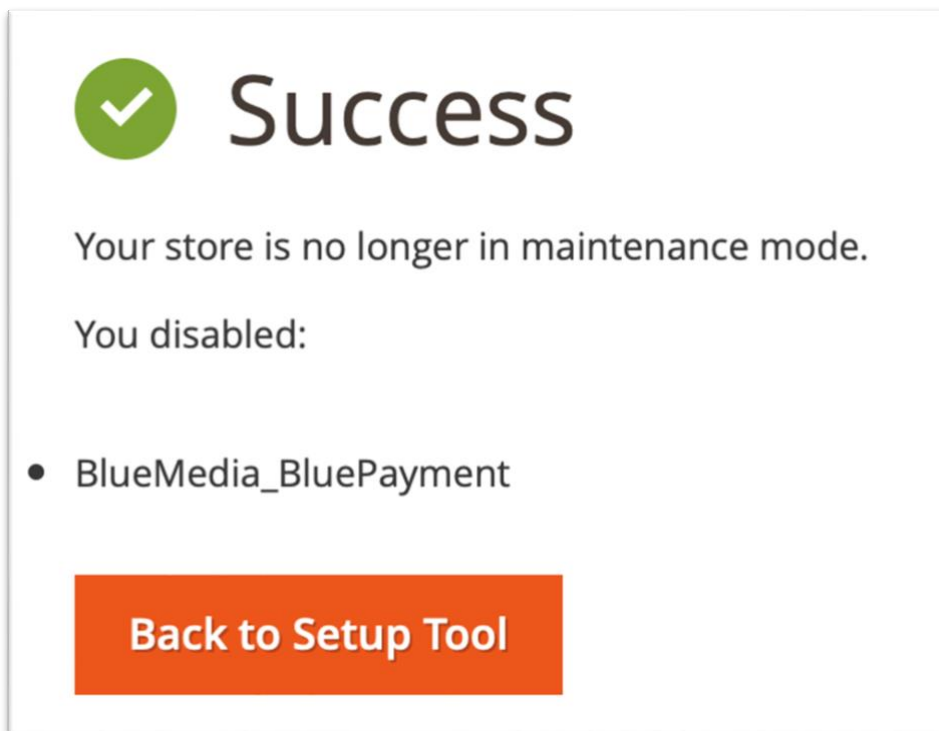 Success
Your store is no longer in maintenance mode.
You disabled:
• BlueMedia_BluePayment
Back to Setup Tool